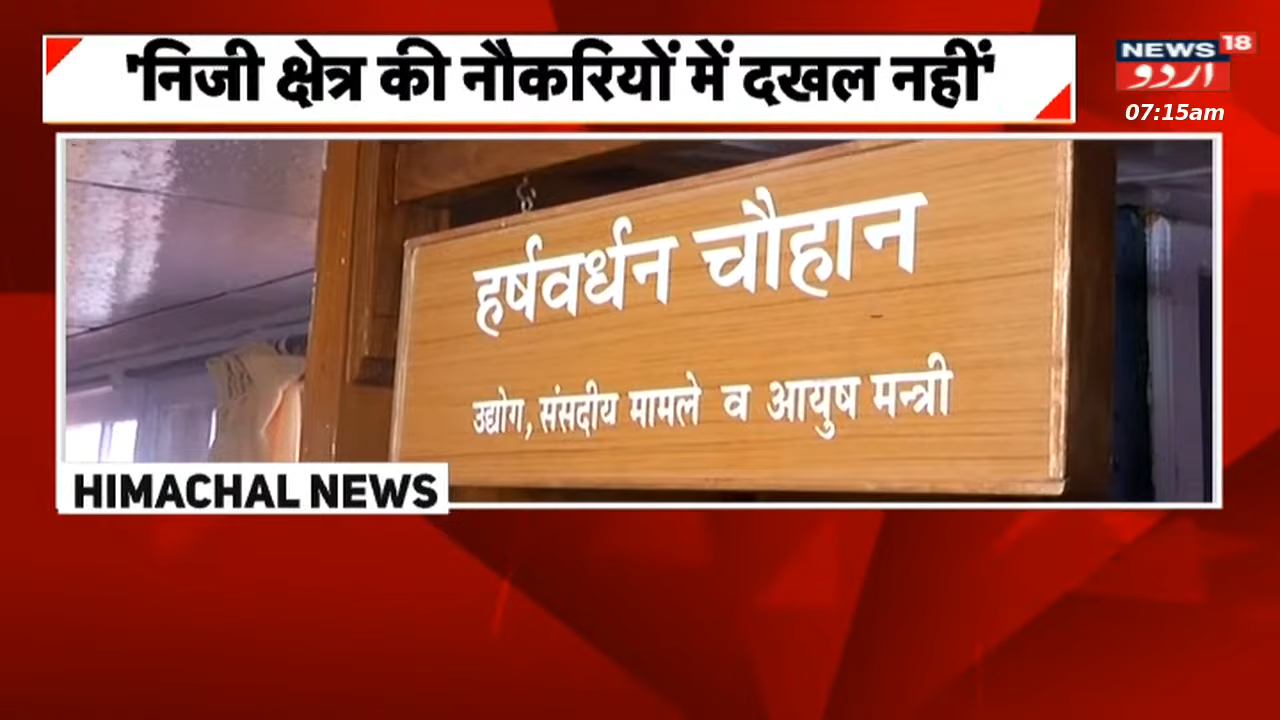 'निजी क्षेत्र की नौकरियों में दखल नहीं'
NEWS 18
اردو
07:15am
हर्षवर्धन चौहान
उद्योग, संसदीय मामले व आयुष मन्त्री
HIMACHAL NEWS